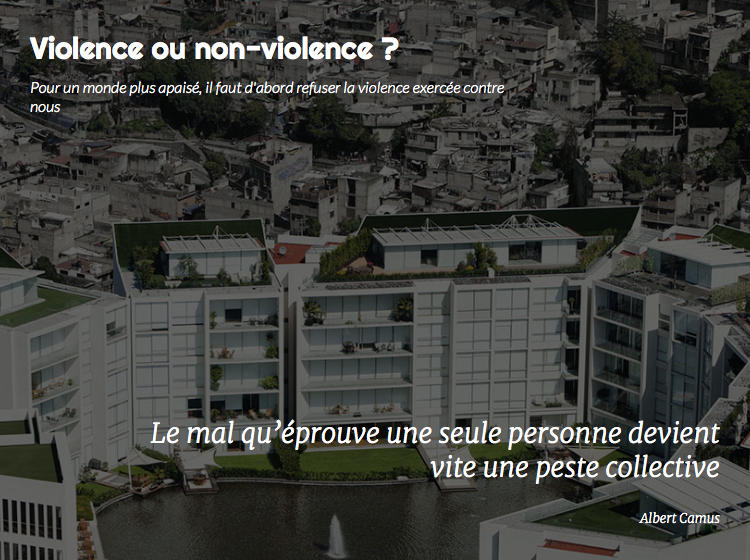 Violence ou non-violence ?
Pour un monde plus apaisé, il faut d'abord refuser la violence exercée contre
nous
Le mal qu’éprouve une seule personne devient
vite une peste collective
Albert Camus